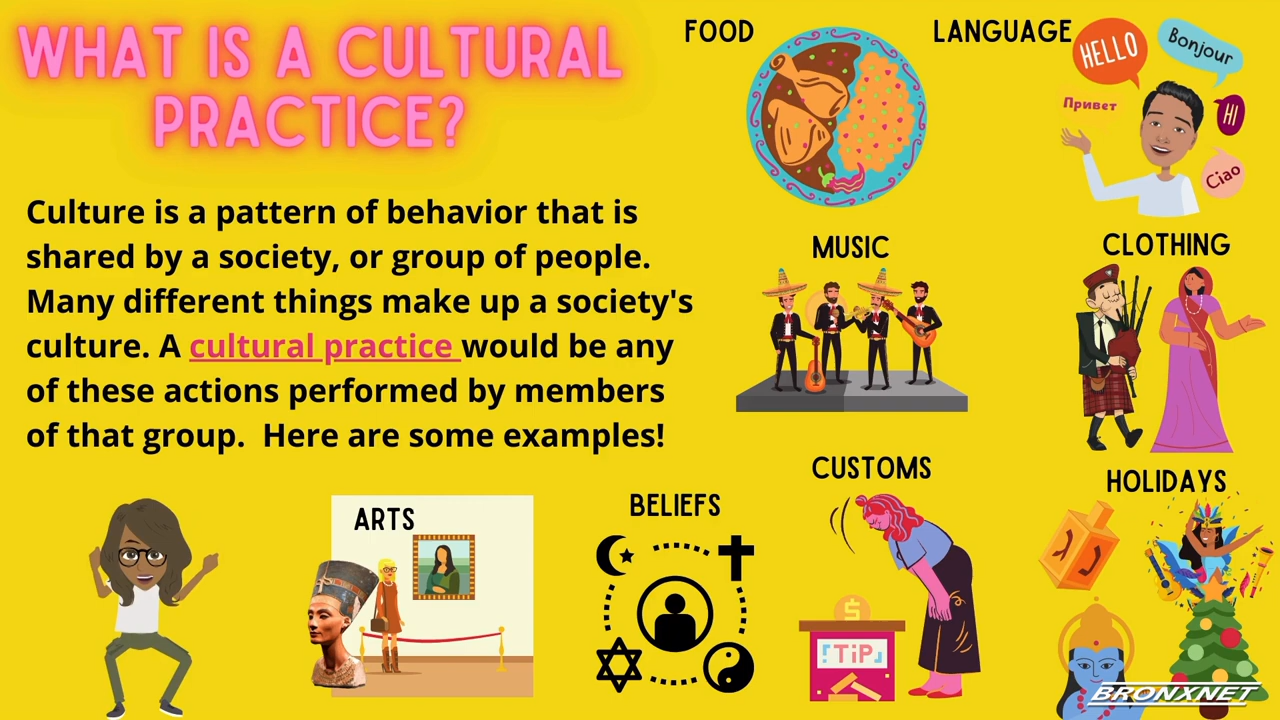 WHAT IS A CULTURAL
PRACTICE?
Culture is a pattern of behavior that is
shared by a society, or group of people.
Many different things make up a society's
culture. A cultural practice would be any
of these actions performed by members
of that group.  Here are some examples!
FOOD
LANGUAGE
HELLO
Bonjour
Привет
HI
Ciao
MUSIC
CLOTHING
ARTS
BELIEFS
CUSTOMS
$
TiP
HOLIDAYS
נ
BRONXNET